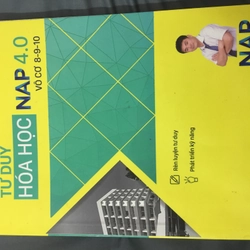 TƯ DUY
HÓA HỌC
NAP 4.0
VÔ CƠ 8-9-10
Rèn luyện tư duy
Phát triển kỹ năng
NAP